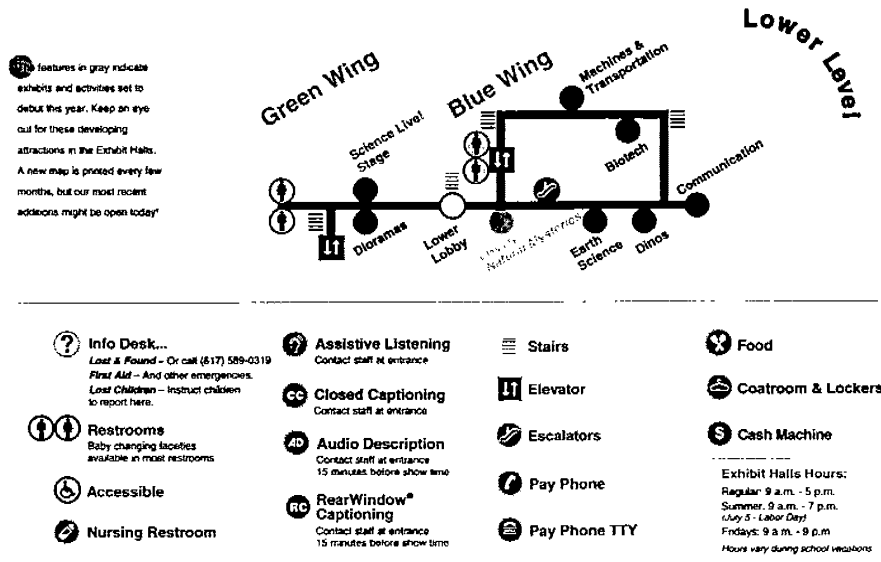 Lower Level
features in gray indicate
exhibits and activities set to
debut this year. Keep an eye
out for these developing
attractions in the Exhibit Halls.
A new map is printed every few
months, but our most recent
additions might be open today!
Green Wing
Blue Wing
Machines &
Transportation
Science Live!
Stage
Biotech
Communication
Dioramas
Lower
Lobby
Natural Mysteries
Earth
Science
Dinos
? Info Desk...
Lost & Found – Or call (617) 589-0319
First Aid – And other emergencies.
Lost Children – Instruct children
to report here.
Restrooms
Baby changing facilities
available in most restrooms
Accessible
Nursing Restroom
Assistive Listening
Contact staff at entrance
CC Closed Captioning
Contact staff at entrance
AD Audio Description
Contact staff at entrance
15 minutes before show time
RC RearWindow®
Captioning
Contact staff at entrance
15 minutes before show time
Stairs
Elevator
Escalators
Pay Phone
Pay Phone TTY
Food
Coatroom & Lockers
$ Cash Machine
Exhibit Halls Hours:
Regular: 9 a.m. - 5 p.m.
Summer: 9 a.m. - 7 p.m.
(July 5 - Labor Day)
Fridays: 9 a.m. - 9 p.m
Hours vary during school vacations